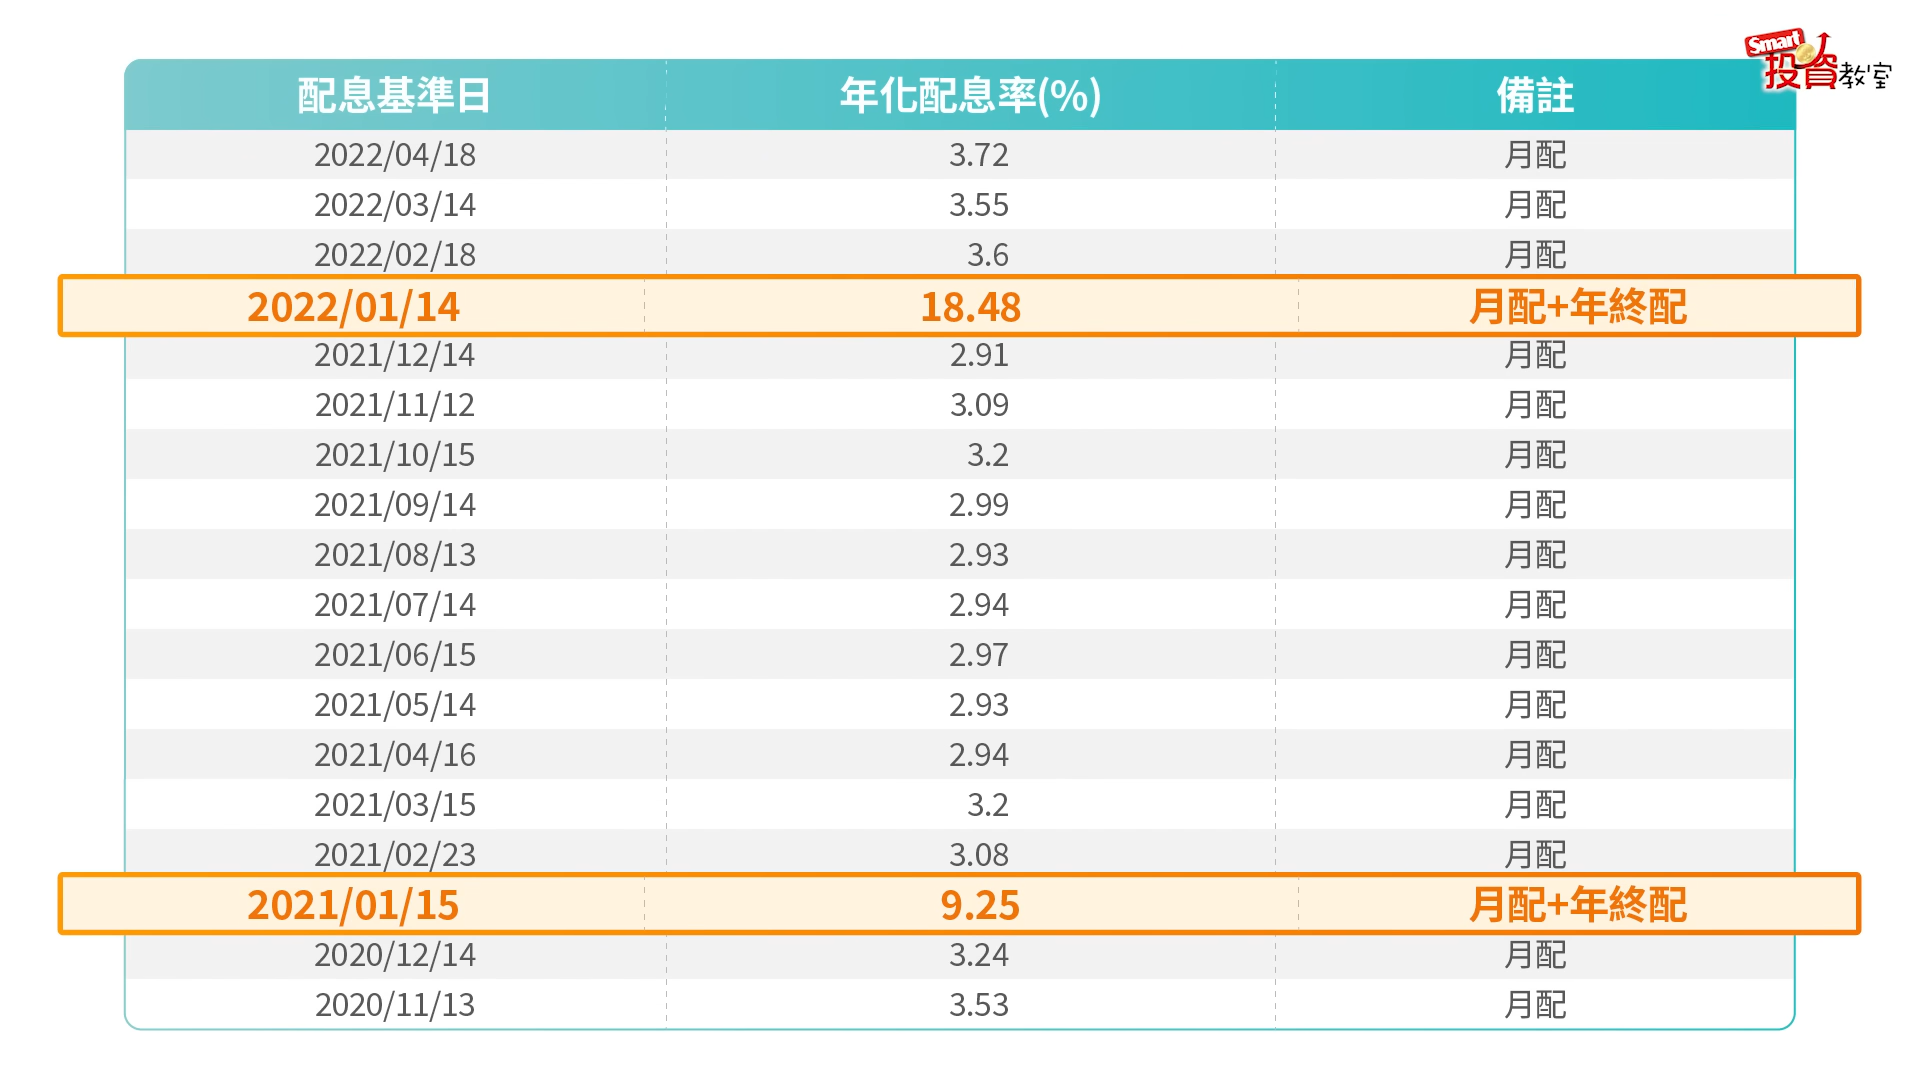 Smart
投資教室
配息基準日 年化配息率(%) 備註
2022/04/18 3.72 月配
2022/03/14 3.55 月配
2022/02/18 3.6 月配
2022/01/14 18.48 月配+年終配
2021/12/14 2.91 月配
2021/11/12 3.09 月配
2021/10/15 3.2 月配
2021/09/14 2.99 月配
2021/08/13 2.93 月配
2021/07/14 2.94 月配
2021/06/15 2.97 月配
2021/05/14 2.93 月配
2021/04/16 2.94 月配
2021/03/15 3.2 月配
2021/02/23 3.08 月配
2021/01/15 9.25 月配+年終配
2020/12/14 3.24 月配
2020/11/13 3.53 月配